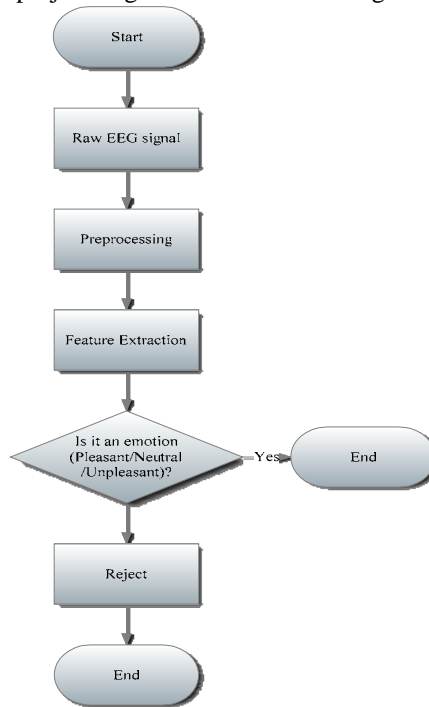 Start
Raw EEG signal
Preprocessing
Feature Extraction
Is it an emotion
(Pleasant/Neutral
/Unpleasant)?
Yes
End
Reject
End